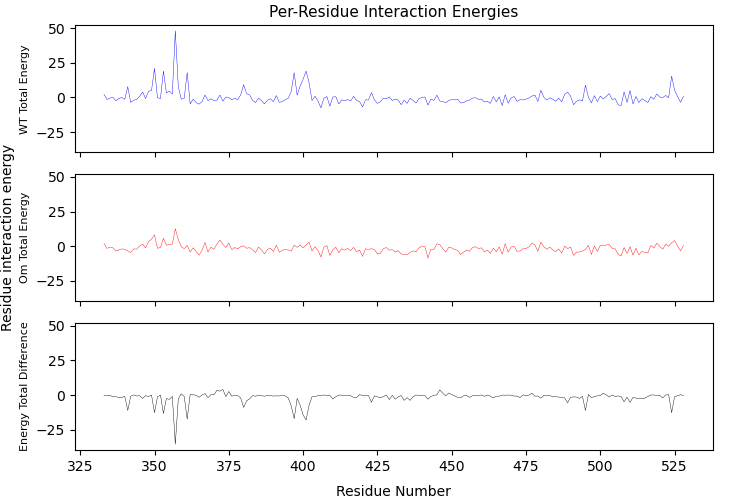 Per-Residue Interaction Energies
Residue interaction energy
WT Total Energy
50
25
0
−25
Om Total Energy
50
25
0
−25
Energy Total Difference
50
25
0
−25
325 350 375 400 425 450 475 500 525
Residue Number